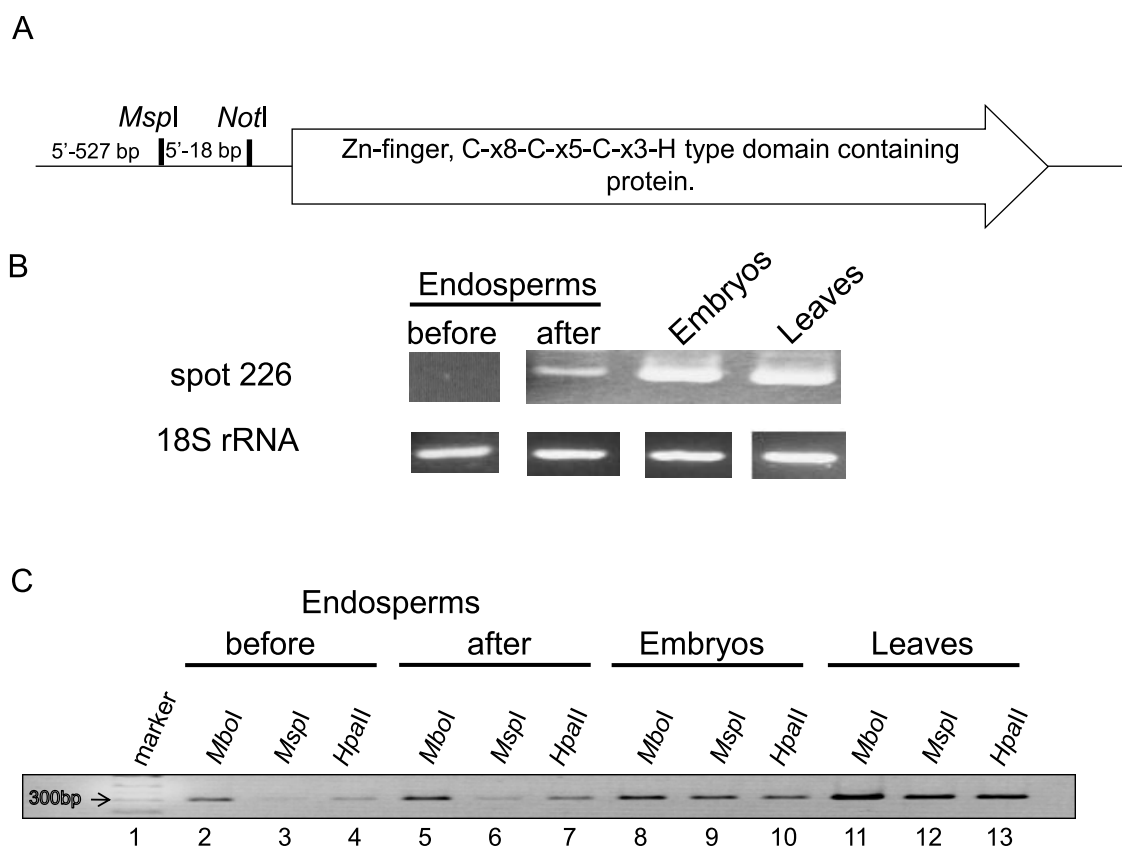 A
MspI NotI
5'-527 bp 5'-18 bp
Zn-finger, C-x8-C-x5-C-x3-H type domain containing
protein.
B
Endosperms
before after Embryos Leaves
spot 226
18S rRNA
C
Endosperms
before after Embryos Leaves
marker MboI MspI HpaII MboI MspI HpaII MboI MspI HpaII MboI MspI HpaII
300bp
1 2 3 4 5 6 7 8 9 10 11 12 13